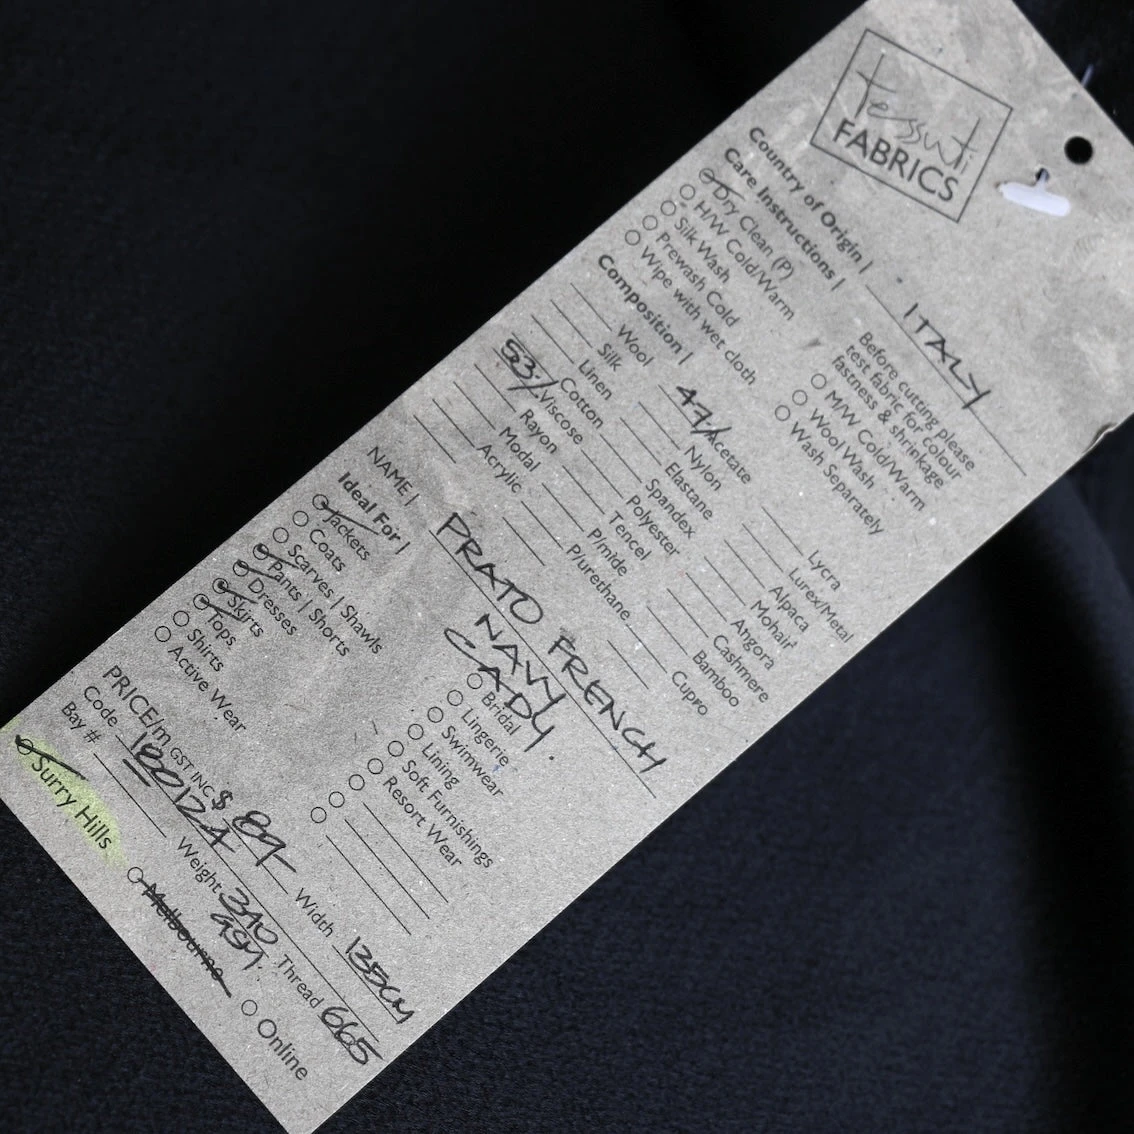 tessuti
FABRICS
Country of Origin | ITALY
Care Instructions |
Dry Clean (P)
H/W Cold/Warm
Silk Wash
Prewash Cold
Wipe with wet cloth
Before cutting please
test fabric for colour
fastness & shrinkage
M/W Cold/Warm
Wool Wash
Wash Separately
Composition |
Wool
Silk
Linen
Cotton
53% Viscose
Rayon
Modal
Acrylic
47% Acetate
Nylon
Elastane
Spandex
Polyester
Tencel
P/mide
P/urethane
Lycra
Lurex/Metal
Alpaca
Mohair
Angora
Cashmere
Bamboo
Cupro
NAME | PRATO FRENCH
NAVY
CADY
Ideal For |
Jackets
Coats
Scarves | Shawls
Pants | Shorts
Dresses
Skirts
Tops
Shirts
Active Wear
Bridal
Lingerie
Swimwear
Lining
Soft Furnishings
Resort Wear
PRICE/m GST INC $ 89- Width 135cm
Code Weight 340 GSM Thread 665
Bay #
Surry Hills
Melbourne
Online